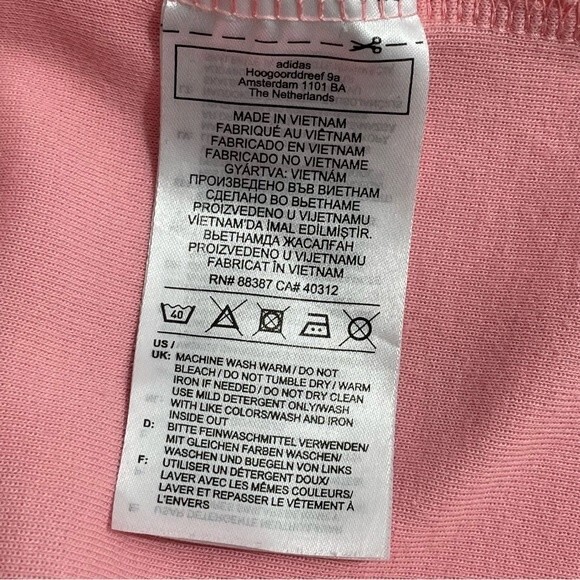 adidas
Hoogoorddreef 9a
Amsterdam 1101 BA
The Netherlands
MADE IN VIETNAM
FABRIQUÉ AU VIÊTNAM
FABRICADO EN VIETNAM
FABRICADO NO VIETNAME
GYÁRTVA: VIETNÁM
ПРОИЗВЕДЕНО ВЪВ ВИЕТНАМ
СДЕЛАНО ВО ВЬЕТНАМЕ
PROIZVEDENO U VIJETNAMU
VİETNAM'DA İMAL EDİLMİŞTİR.
ВЬЕТНАМДА ЖАСАЛҒАН
PROIZVEDENO U VIJETNAMU
FABRICAT ÎN VIETNAM
RN# 88387 CA# 40312
40
US /
UK: MACHINE WASH WARM / DO NOT
BLEACH / DO NOT TUMBLE DRY / WARM
IRON IF NEEDED / DO NOT DRY CLEAN
USE MILD DETERGENT ONLY/WASH
WITH LIKE COLORS/WASH AND IRON
INSIDE OUT
D: BITTE FEINWASCHMITTEL VERWENDEN/
MIT GLEICHEN FARBEN WASCHEN/
WASCHEN UND BUEGELN VON LINKS
F: UTILISER UN DÉTERGENT DOUX/
LAVER AVEC LES MÊMES COULEURS/
LAVER ET REPASSER LE VÊTEMENT À
L'ENVERS